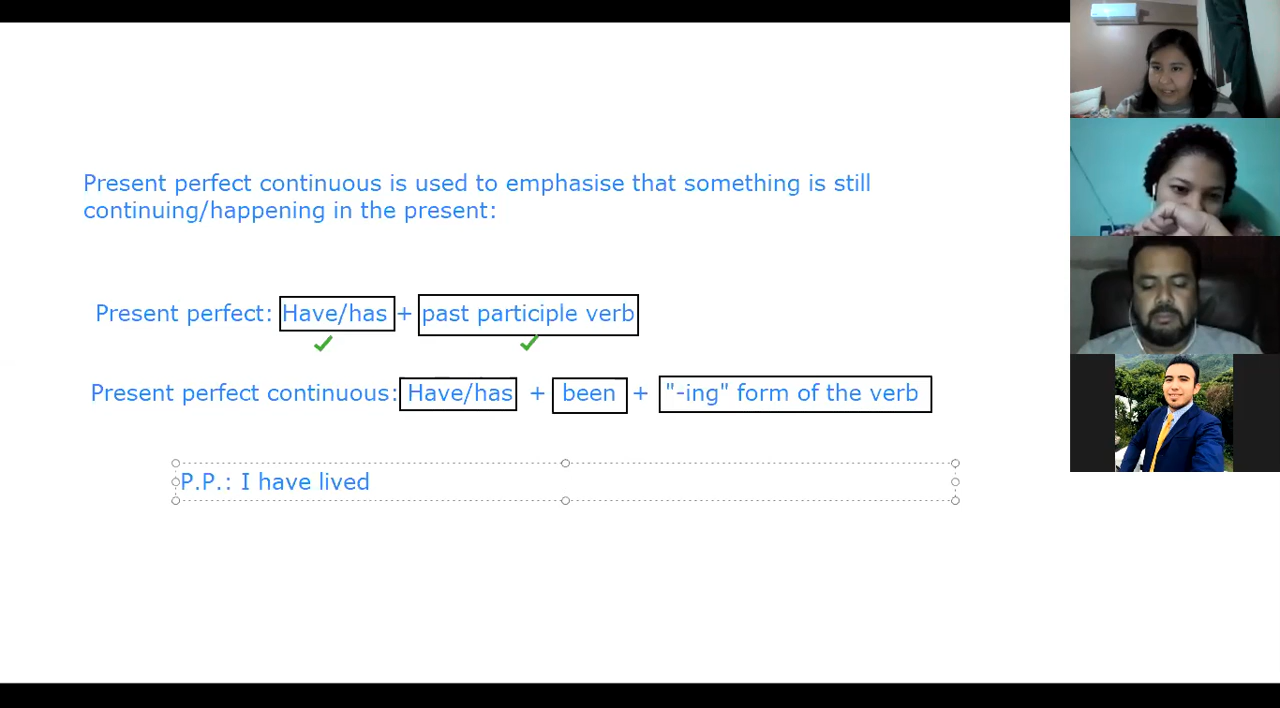 Present perfect continuous is used to emphasise that something is still
continuing/happening in the present:
Present perfect: Have/has + past participle verb
Present perfect continuous: Have/has + been + "-ing" form of the verb
P.P.: I have lived